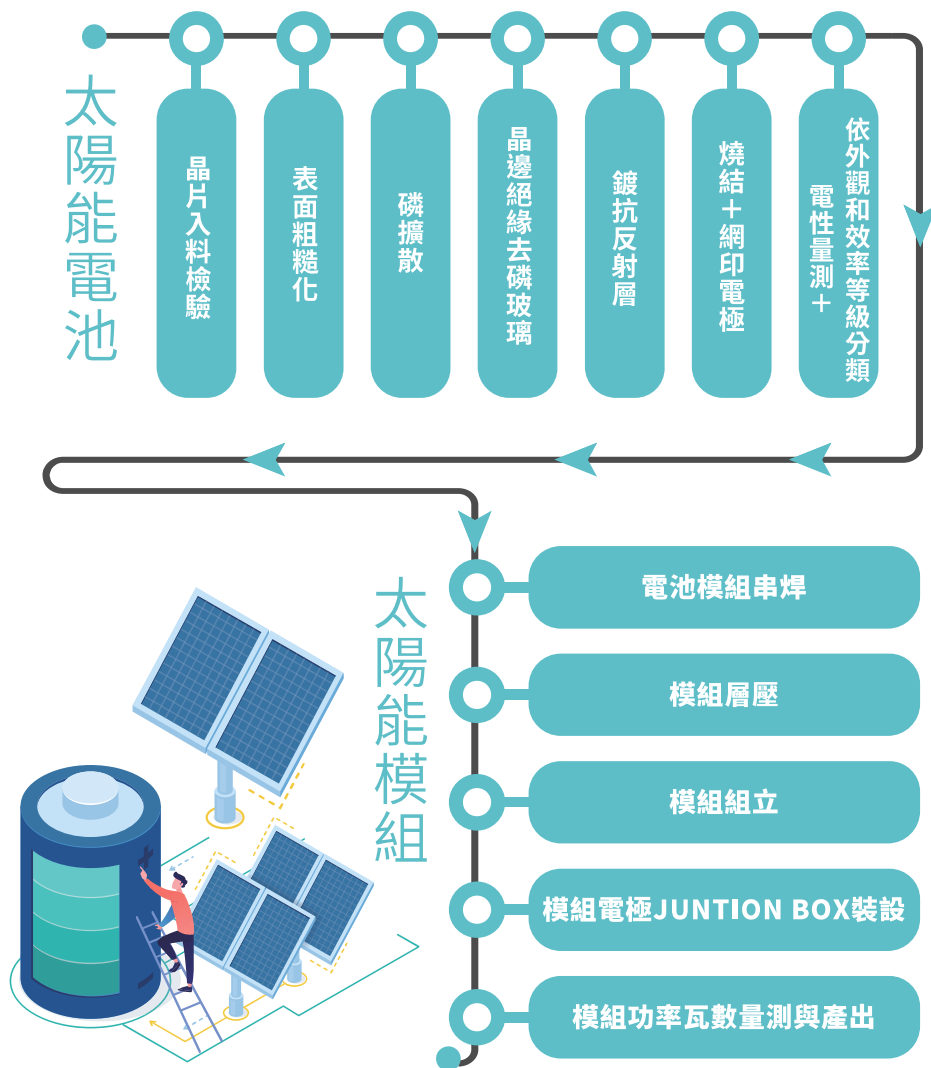 太陽能電池
晶片入料檢驗
表面粗糙化
磷擴散
晶邊絕緣去磷玻璃
鍍抗反射層
燒結＋網印電極
電性量測＋
依外觀和效率等級分類
太陽能模組
電池模組串焊
模組層壓
模組組立
模組電極JUNTION BOX裝設
模組功率瓦數量測與產出